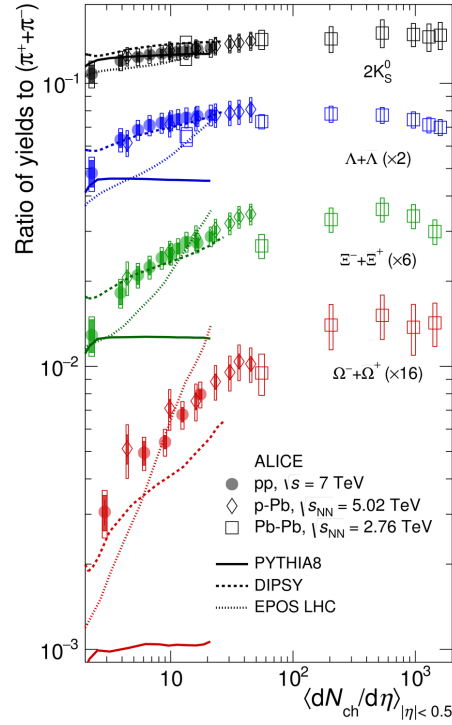 Ratio of yields to (π⁺+π⁻)
10⁻¹
2K⁰S
Λ+Λ̅ (×2)
Ξ⁻+Ξ̅⁺ (×6)
10⁻²
Ω⁻+Ω̅⁺ (×16)
ALICE
pp, √s = 7 TeV
p-Pb, √sNN = 5.02 TeV
Pb-Pb, √sNN = 2.76 TeV
PYTHIA8
DIPSY
EPOS LHC
10⁻³
10 10² 10³
⟨dNch/dη⟩|η|< 0.5